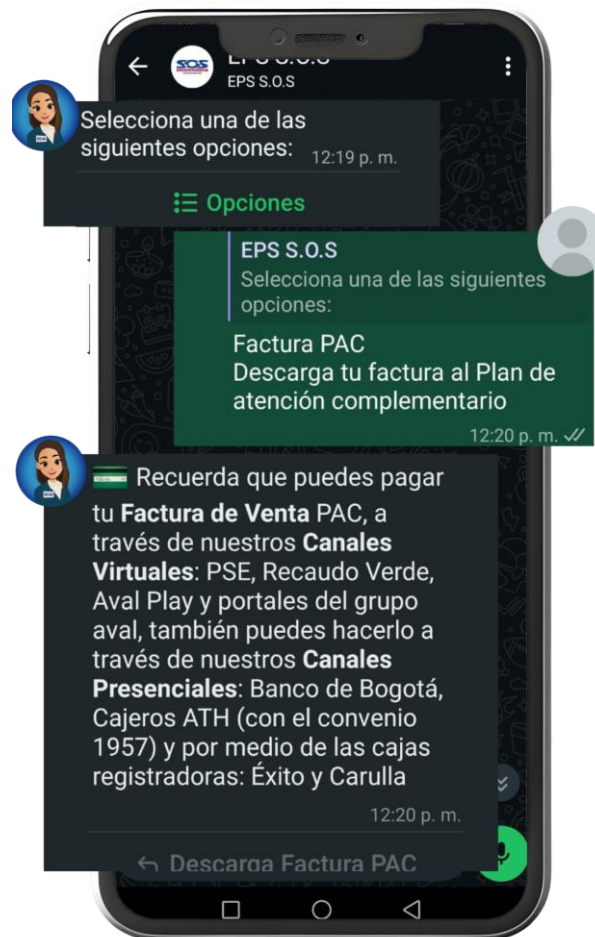 EPS S.O.S
SOS
EPS S.O.S
Selecciona una de las
siguientes opciones: 12:19 p. m.
Opciones
EPS S.O.S
Selecciona una de las siguientes
opciones:
Factura PAC
Descarga tu factura al Plan de
atención complementario
12:20 p. m.
Recuerda que puedes pagar
tu Factura de Venta PAC, a
través de nuestros Canales
Virtuales: PSE, Recaudo Verde,
Aval Play y portales del grupo
aval, también puedes hacerlo a
través de nuestros Canales
Presenciales: Banco de Bogotá,
Cajeros ATH (con el convenio
1957) y por medio de las cajas
registradoras: Éxito y Carulla
12:20 p. m.
Descarga Factura PAC